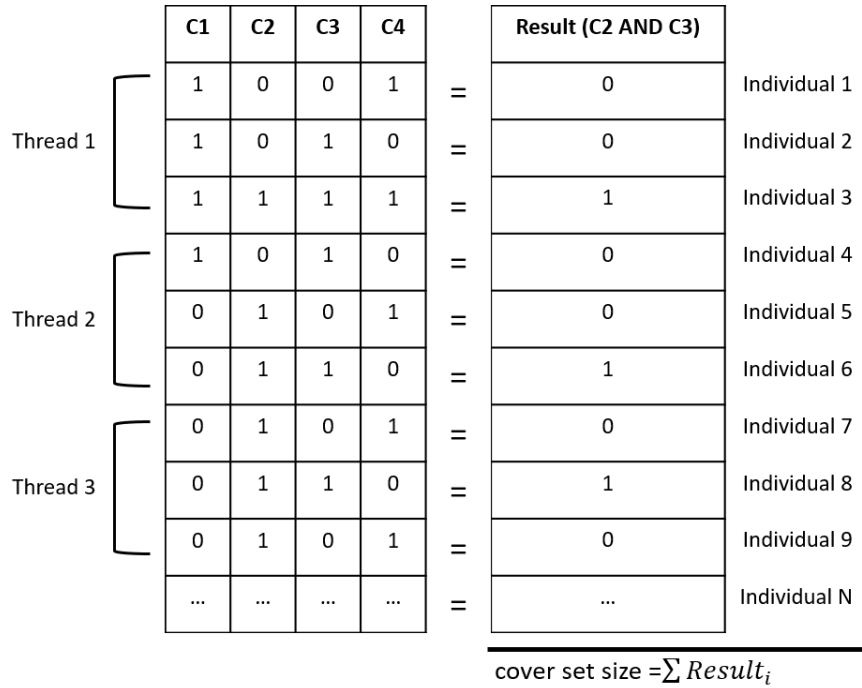 C1 C2 C3 C4 Result (C2 AND C3)
1 0 0 1 = 0 Individual 1
Thread 1 1 0 1 0 = 0 Individual 2
1 1 1 1 = 1 Individual 3
1 0 1 0 = 0 Individual 4
Thread 2 0 1 0 1 = 0 Individual 5
0 1 1 0 = 1 Individual 6
0 1 0 1 = 0 Individual 7
Thread 3 0 1 1 0 = 1 Individual 8
0 1 0 1 = 0 Individual 9
... ... ... ... = ... Individual N
cover set size =∑ Resultᵢ